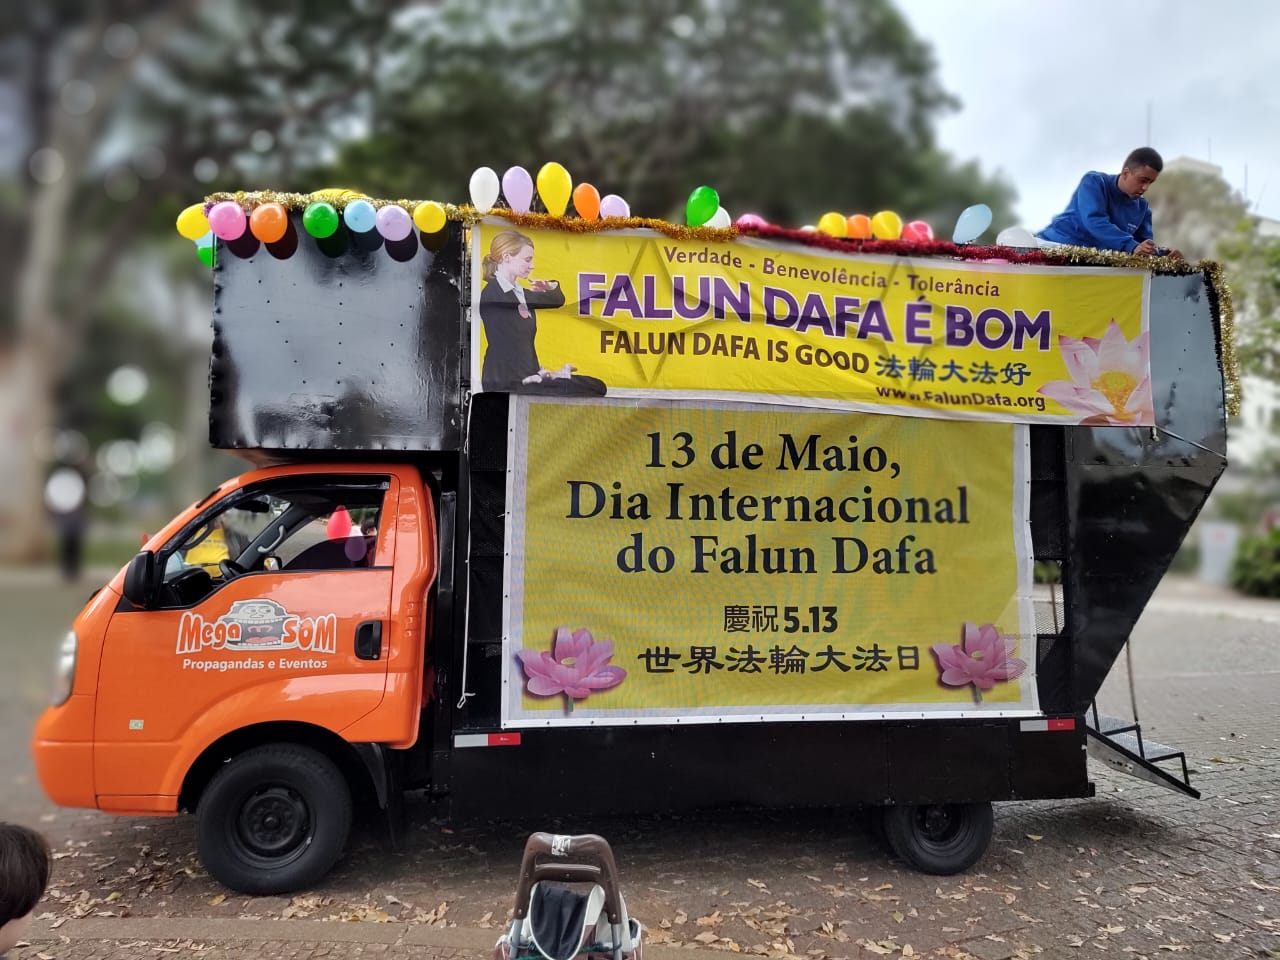 Verdade - Benevolência - Tolerância
FALUN DAFA É BOM
FALUN DAFA IS GOOD 法輪大法好
www.FalunDafa.org
13 de Maio,
Dia Internacional
do Falun Dafa
慶祝5.13
世界法輪大法日
Mega SOM
Propagandas e Eventos